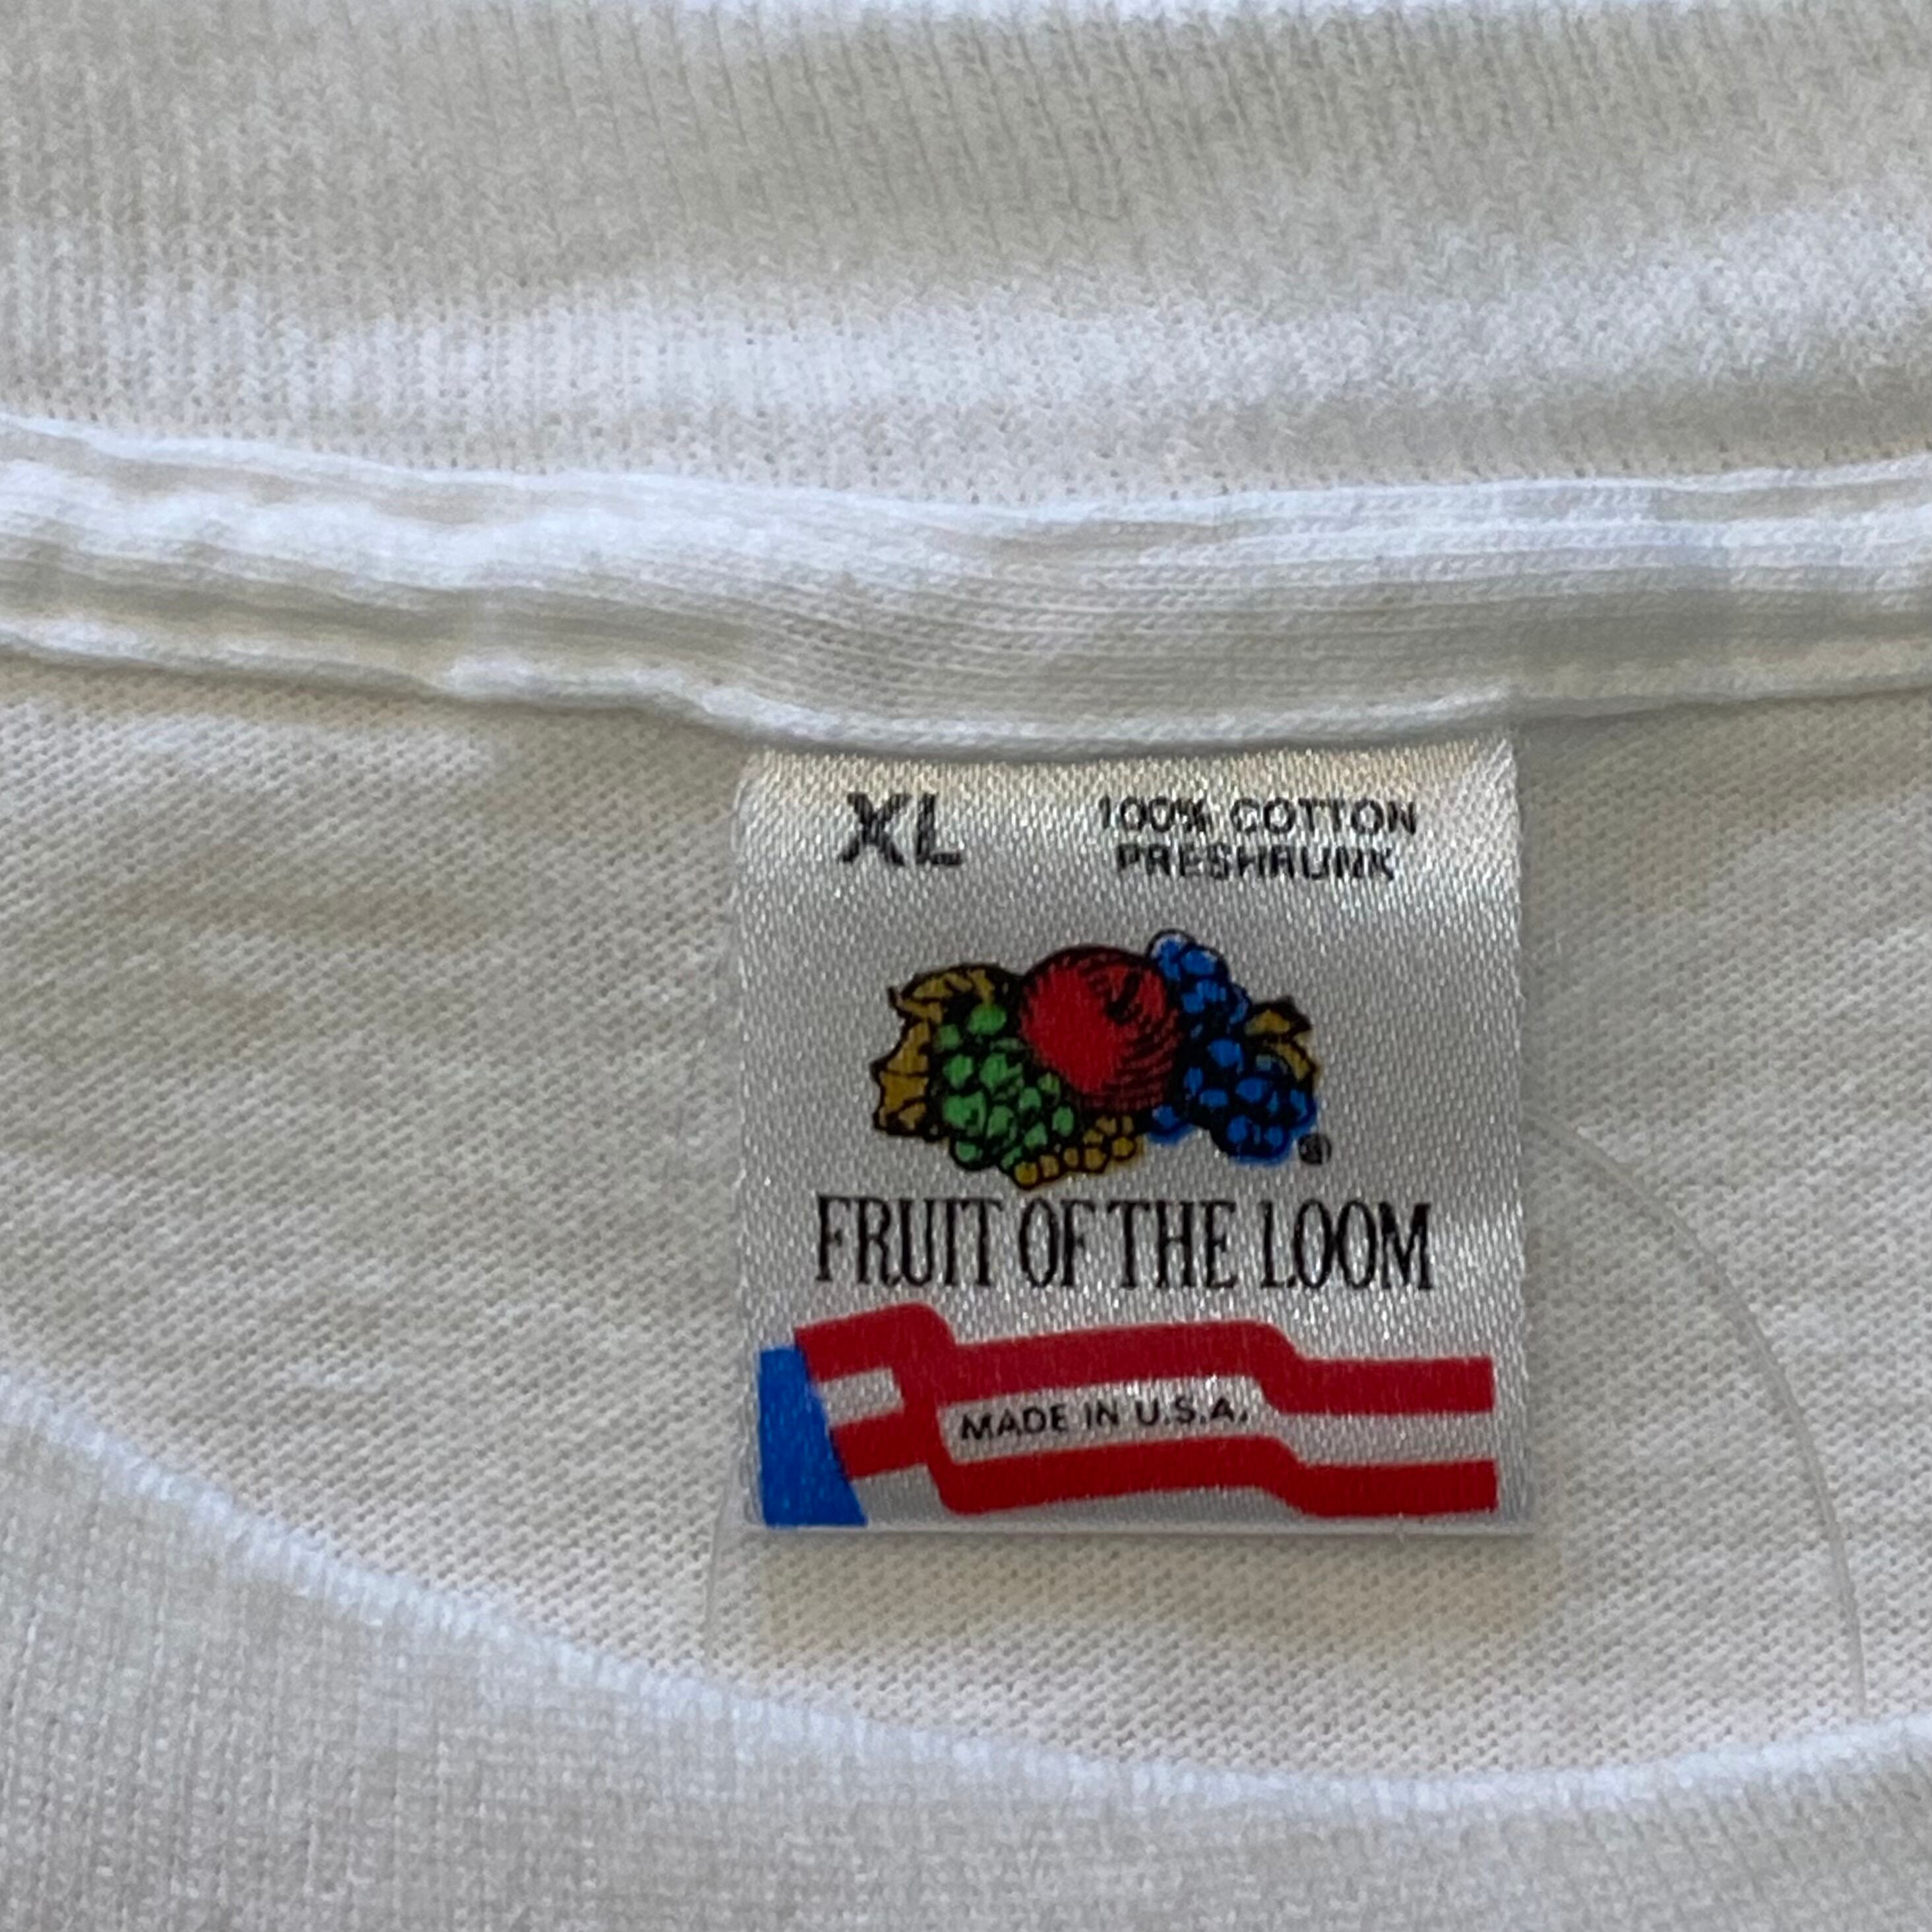 XL
100% COTTON
PRESHRUNK
®
FRUIT OF THE LOOM
MADE IN U.S.A.